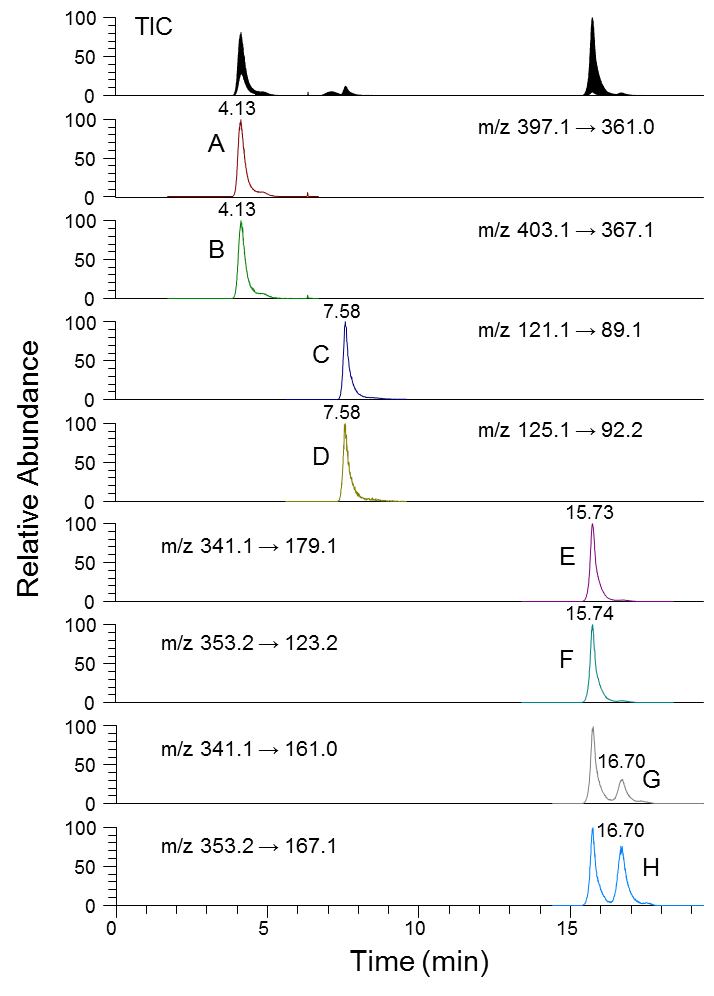 TIC
100
50
0
4.13
A
m/z 397.1→361.0
100
50
0
4.13
B
m/z 403.1→367.1
100
50
0
7.58
C
m/z 121.1→89.1
100
50
0
7.58
D
m/z 125.1→92.2
100
50
0
15.73
m/z 341.1→179.1
E
100
50
0
15.74
m/z 353.2→123.2
F
100
50
0
m/z 341.1→161.0
16.70
G
100
50
0
m/z 353.2→167.1
16.70
H
100
50
0
0 5 10 15
Time (min)
Relative Abundance